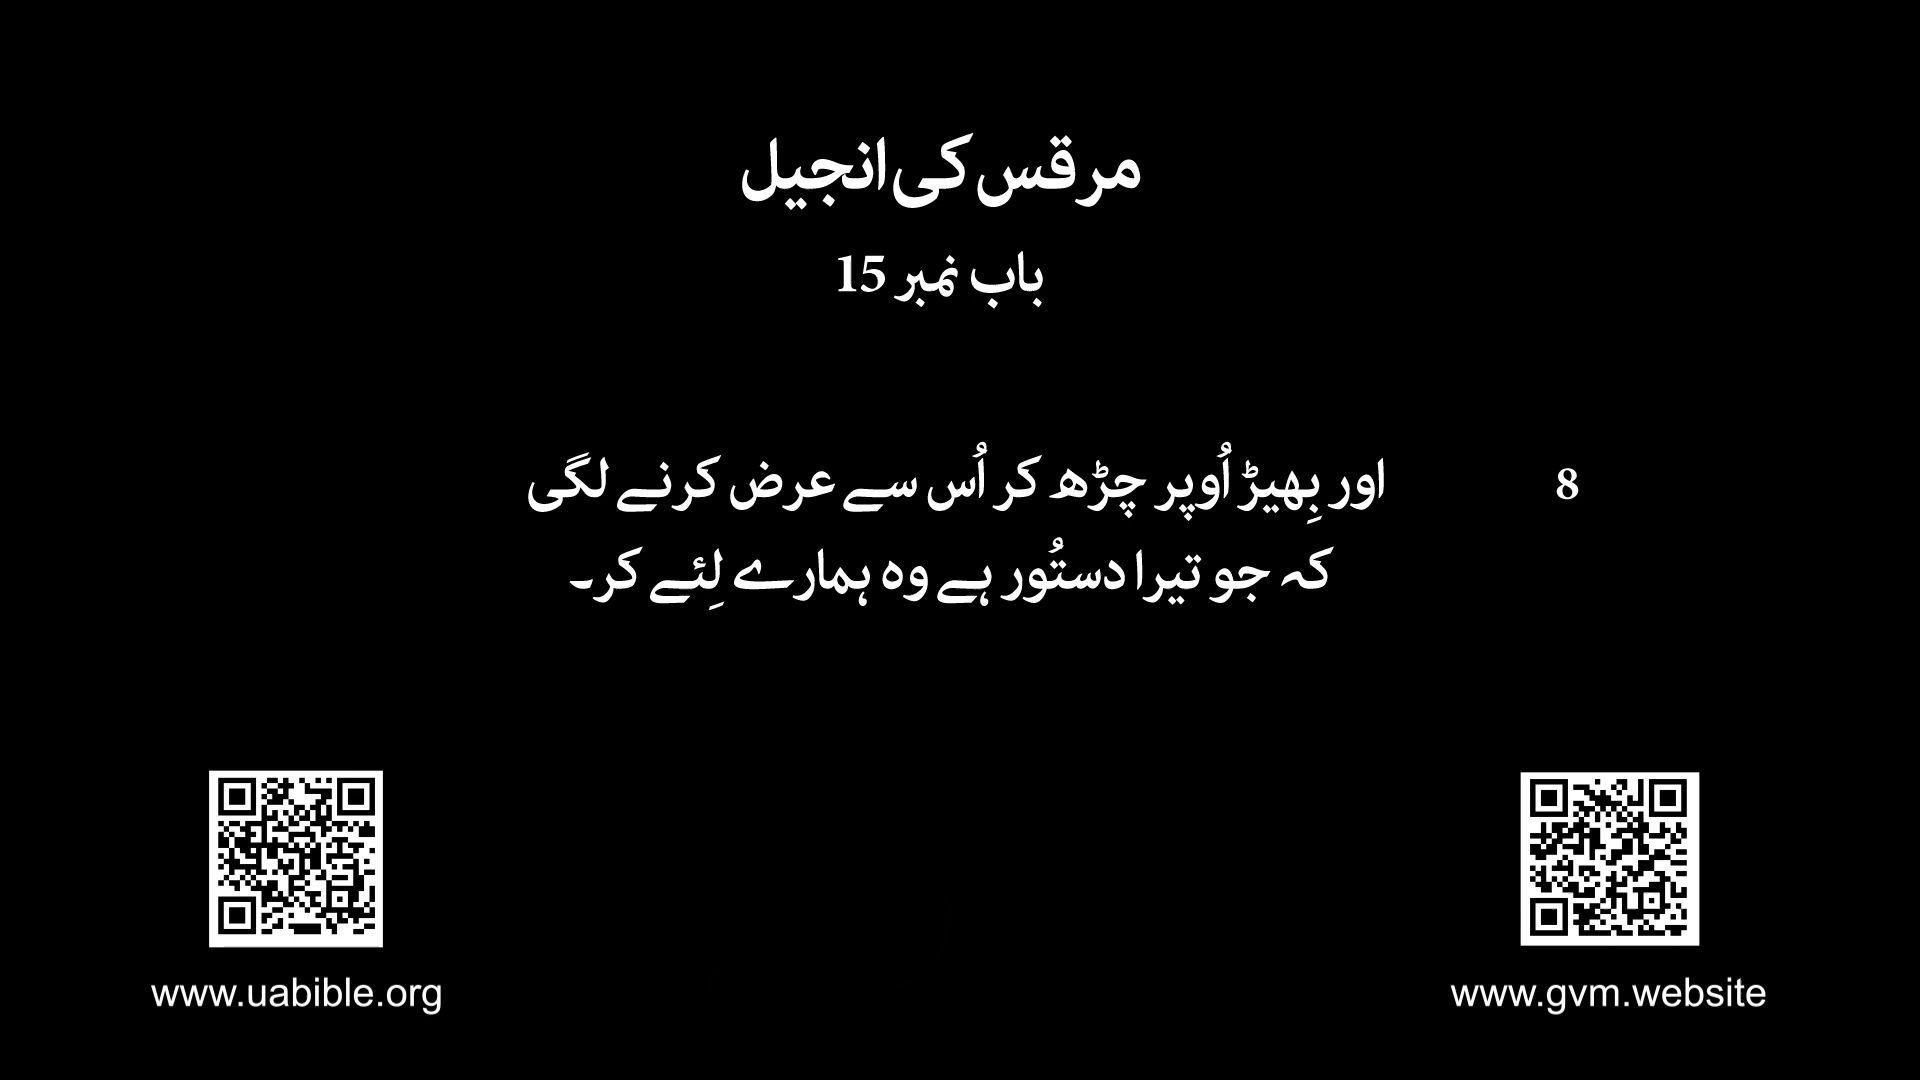 مرقس کی انجیل
باب نمبر 15
8 اور بِھیڑ اُوپر چڑھ کر اُس سے عرض کرنے لگی
کہ جو تیرا دستُور ہے وہ ہمارے لِئے کر۔
www.uabible.org
www.gvm.website